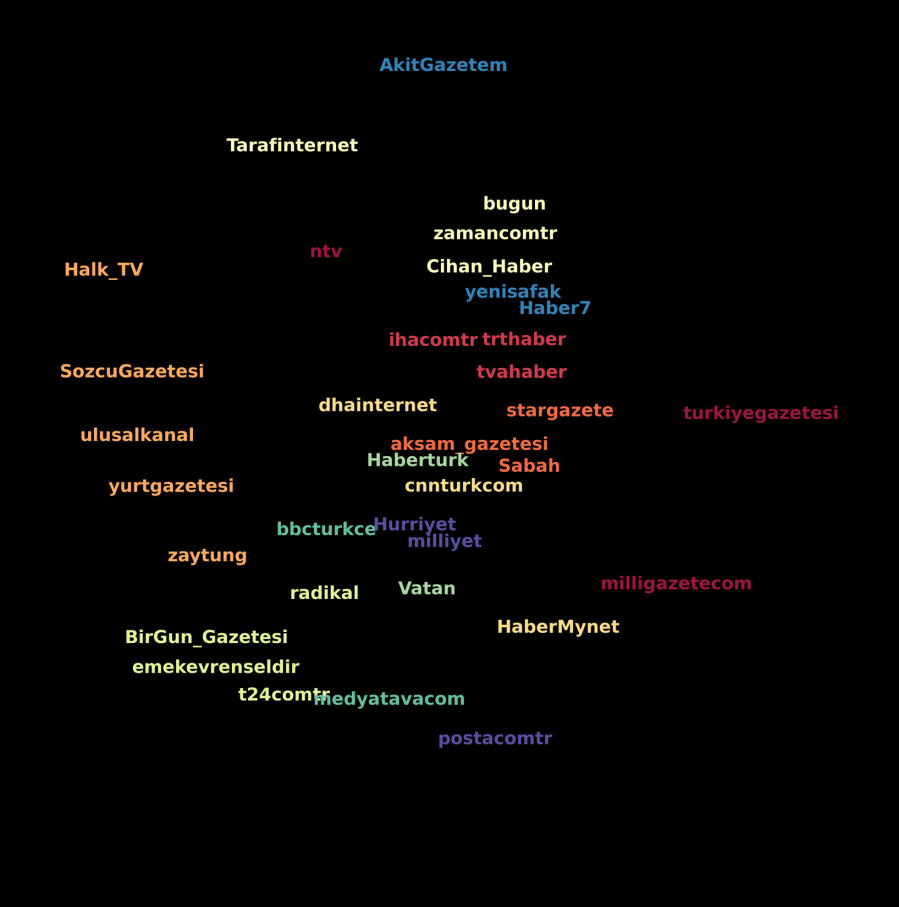 AkitGazetem
Tarafinternet
bugun
zamancomtr
ntv
Cihan_Haber
Halk_TV
yenisafak
Haber7
ihacomtr trthaber
SozcuGazetesi
tvahaber
dhainternet
stargazete
turkiyegazetesi
ulusalkanal
aksam_gazetesi
Haberturk
Sabah
yurtgazetesi
cnnturkcom
Hurriyet
bbcturkce
milliyet
zaytung
milligazetecom
Vatan
radikal
HaberMynet
BirGun_Gazetesi
emekevrenseldir
t24comtr
medyatavacom
postacomtr